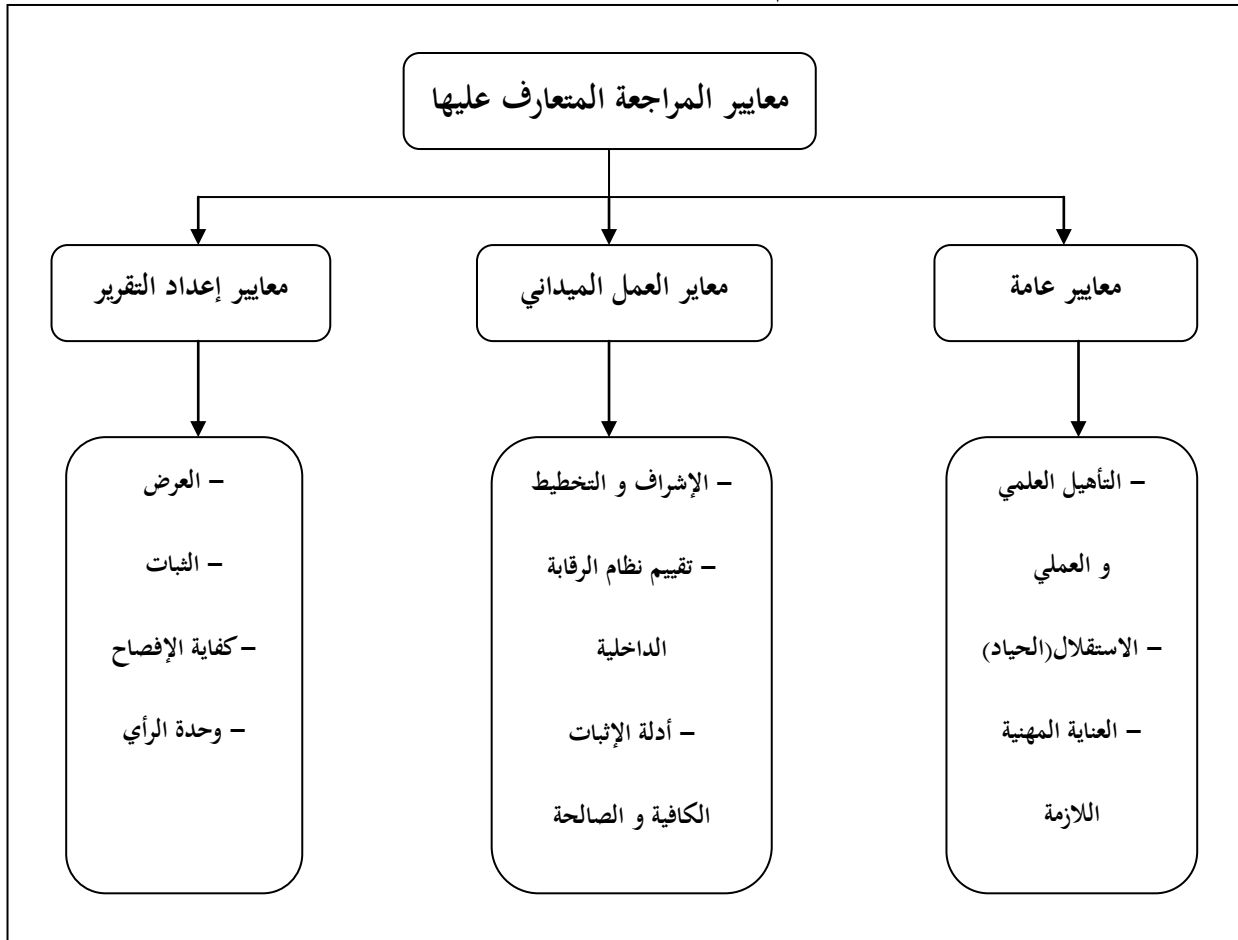 معايير المراجعة المتعارف عليها
معايير عامة
معاير العمل الميداني
معايير إعداد التقرير
– التأهيل العلمي
و العملي
– الاستقلال(الحياد)
– العناية المهنية
اللازمة
– الإشراف و التخطيط
– تقييم نظام الرقابة
الداخلية
– أدلة الإثبات
الكافية و الصالحة
– العرض
– الثبات
– كفاية الإفصاح
– وحدة الرأي